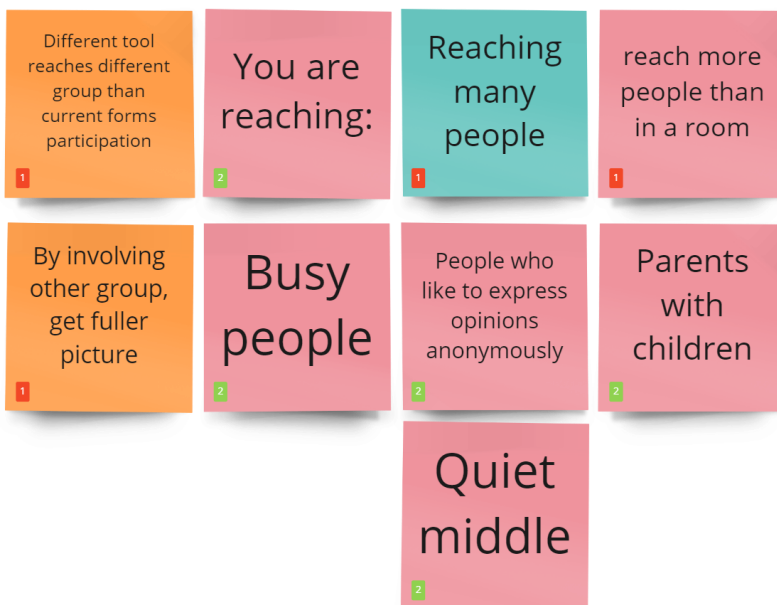 Different tool
reaches different
group than
current forms
participation
1
You are
reaching:
2
Reaching
many
people
1
reach more
people than
in a room
1
By involving
other group,
get fuller
picture
1
Busy
people
2
People who
like to express
opinions
anonymously
2
Parents
with
children
2
Quiet
middle
2